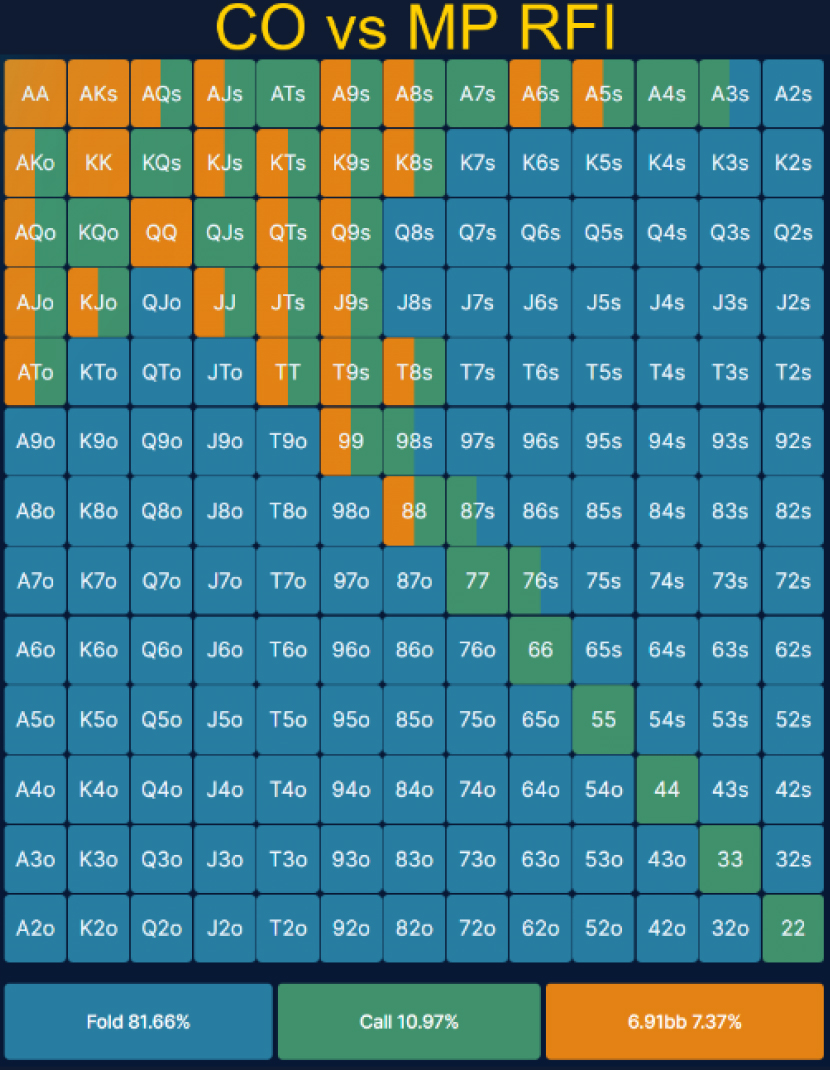 CO vs MP RFI
AA AKs AQs AJs ATs A9s A8s A7s A6s A5s A4s A3s A2s
AKo KK KQs KJs KTs K9s K8s K7s K6s K5s K4s K3s K2s
AQo KQo QQ QJs QTs Q9s Q8s Q7s Q6s Q5s Q4s Q3s Q2s
AJo KJo QJo JJ JTs J9s J8s J7s J6s J5s J4s J3s J2s
ATo KTo QTo JTo TT T9s T8s T7s T6s T5s T4s T3s T2s
A9o K9o Q9o J9o T9o 99 98s 97s 96s 95s 94s 93s 92s
A8o K8o Q8o J8o T8o 98o 88 87s 86s 85s 84s 83s 82s
A7o K7o Q7o J7o T7o 97o 87o 77 76s 75s 74s 73s 72s
A6o K6o Q6o J6o T6o 96o 86o 76o 66 65s 64s 63s 62s
A5o K5o Q5o J5o T5o 95o 85o 75o 65o 55 54s 53s 52s
A4o K4o Q4o J4o T4o 94o 84o 74o 64o 54o 44 43s 42s
A3o K3o Q3o J3o T3o 93o 83o 73o 63o 53o 43o 33 32s
A2o K2o Q2o J2o T2o 92o 82o 72o 62o 52o 42o 32o 22
Fold 81.66% Call 10.97% 6.91bb 7.37%